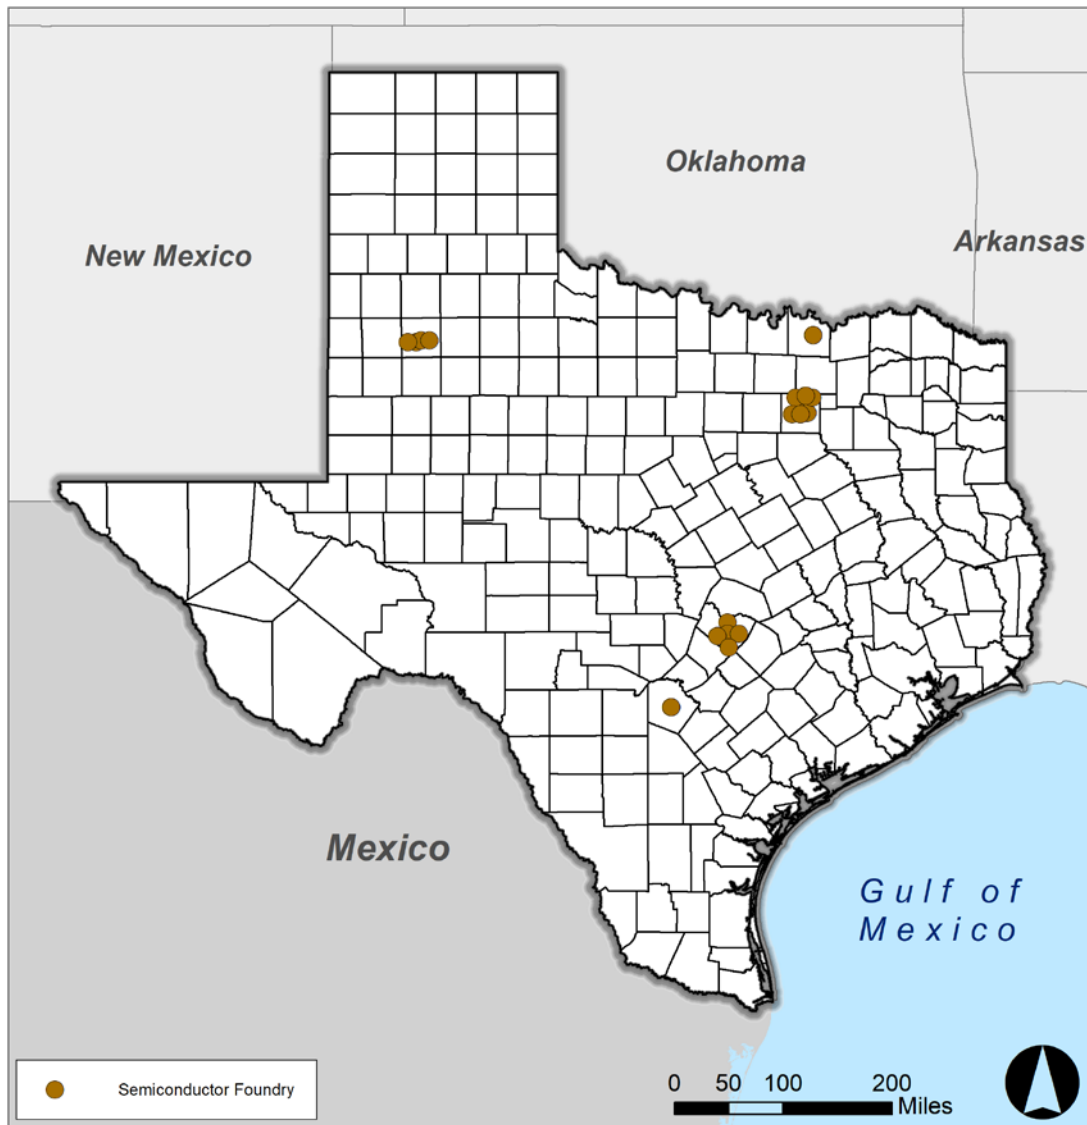 Oklahoma
Arkansas
New Mexico
Mexico
Gulf of
Mexico
Semiconductor Foundry
0 50 100 200
Miles